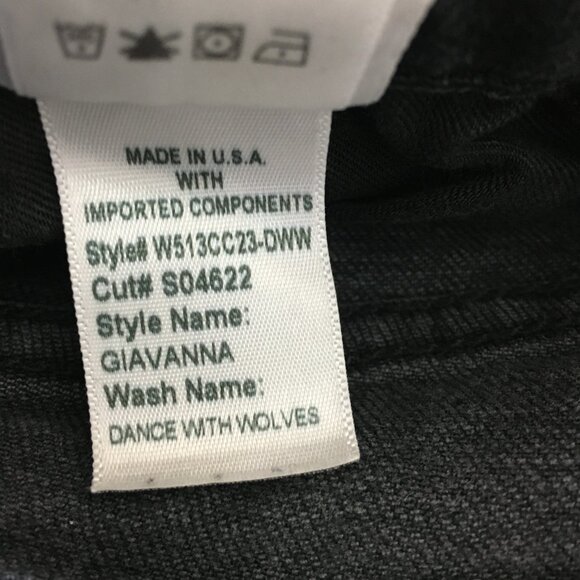 MADE IN U.S.A.
WITH
IMPORTED COMPONENTS
Style# W513CC23-DWW
Cut# S04622
Style Name:
GIAVANNA
Wash Name:
DANCE WITH WOLVES